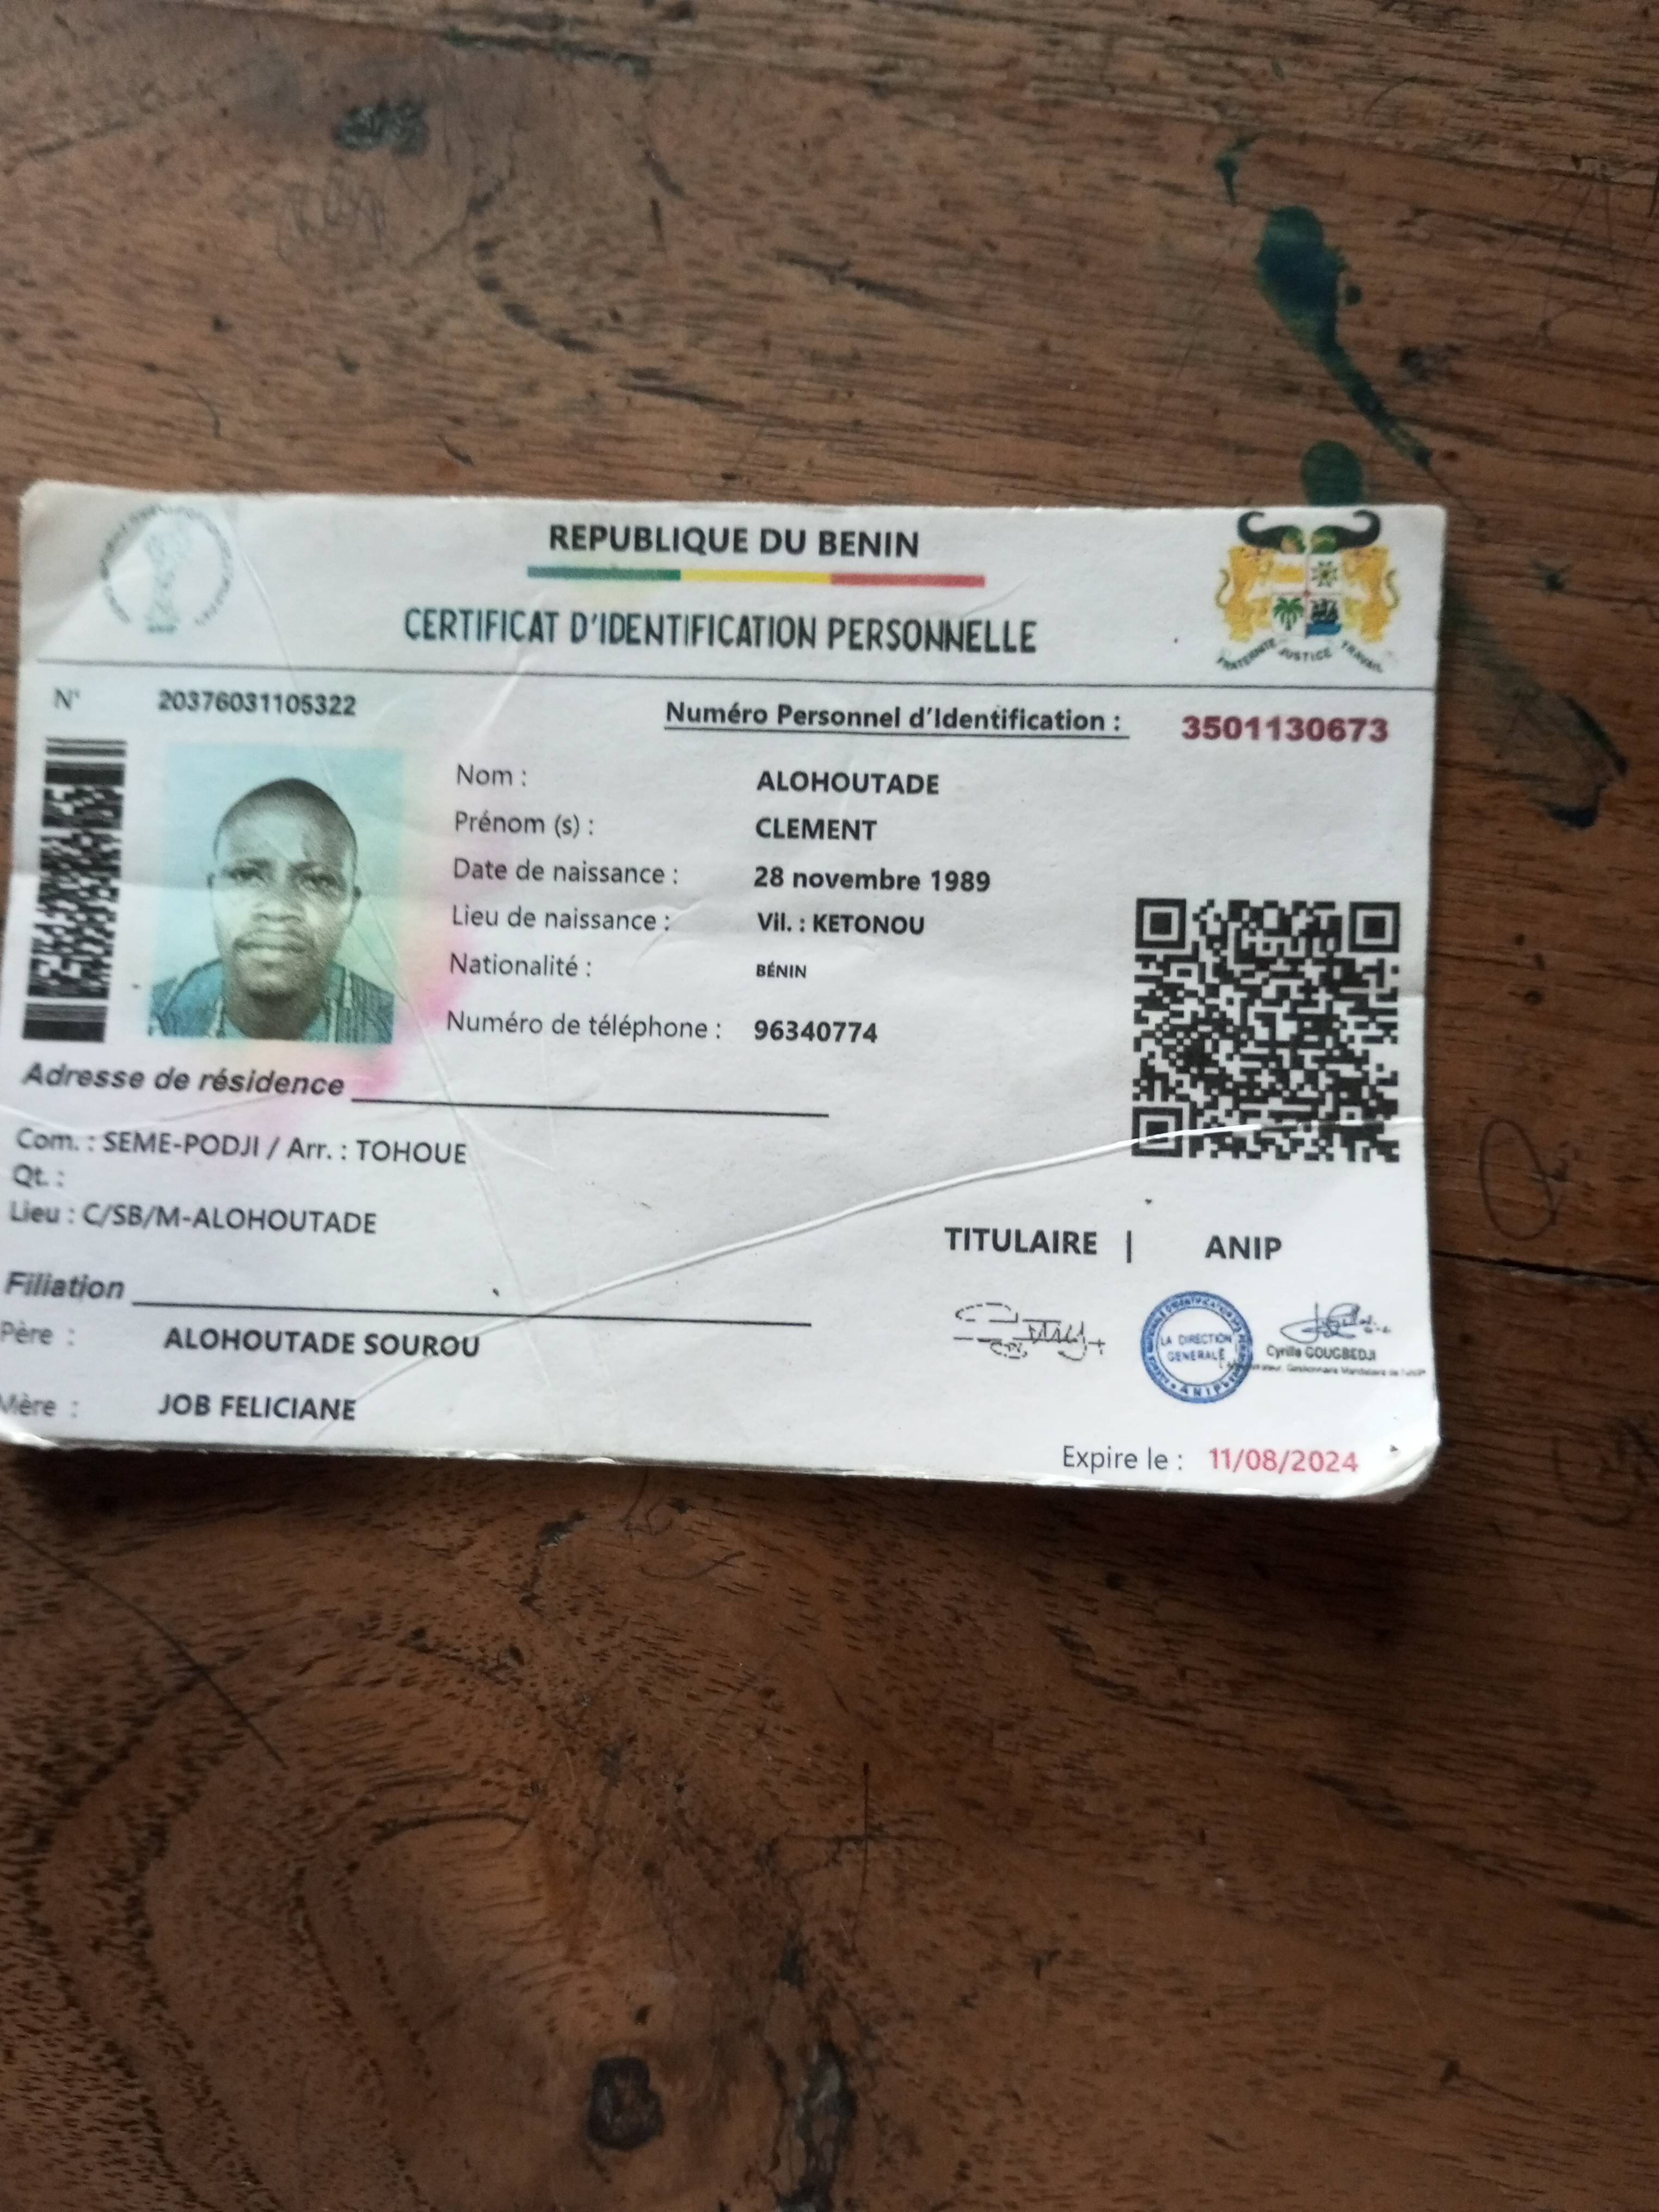 REPUBLIQUE DU BENIN
CERTIFICAT D'IDENTIFICATION PERSONNELLE
FRATERNITE JUSTICE TRAVAIL
N° 20376031105322
Numéro Personnel d'Identification : 3501130673
Nom : ALOHOUTADE
Prénom (s) : CLEMENT
Date de naissance : 28 novembre 1989
Lieu de naissance : Vil. : KETONOU
Nationalité : BÉNIN
Numéro de téléphone : 96340774
Adresse de résidence
Com. : SEME-PODJI / Arr. : TOHOUE
Qt. :
Lieu : C/SB/M-ALOHOUTADE
TITULAIRE | ANIP
Filiation
Père : ALOHOUTADE SOUROU
Mère : JOB FELICIANE
LA DIRECTION
GENERALE
ANIP
Cyrille GOUGBEDJI
Expire le : 11/08/2024